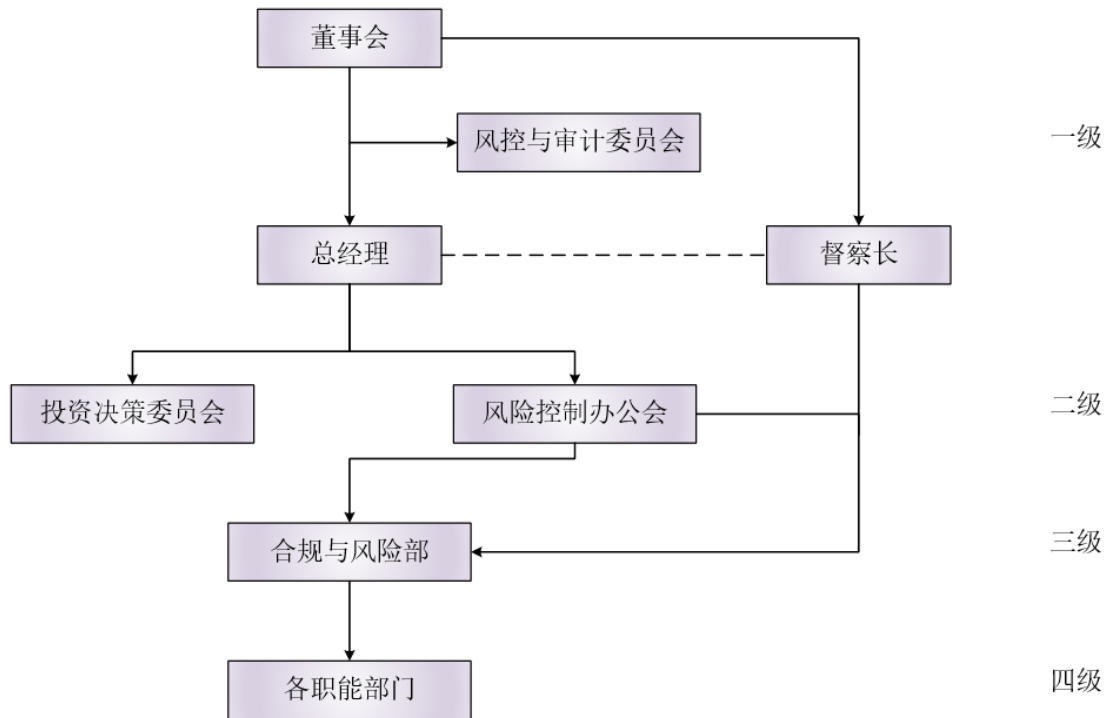 董事会
风控与审计委员会
一级
总经理
督察长
投资决策委员会
风险控制办公会
二级
合规与风险部
三级
各职能部门
四级